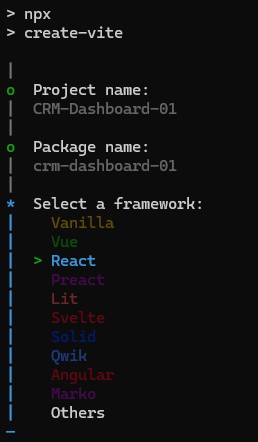 > npx
> create-vite
Project name:
CRM-Dashboard-01
Package name:
crm-dashboard-01
Select a framework:
Vanilla
Vue
> React
Preact
Lit
Svelte
Solid
Qwik
Angular
Marko
Others